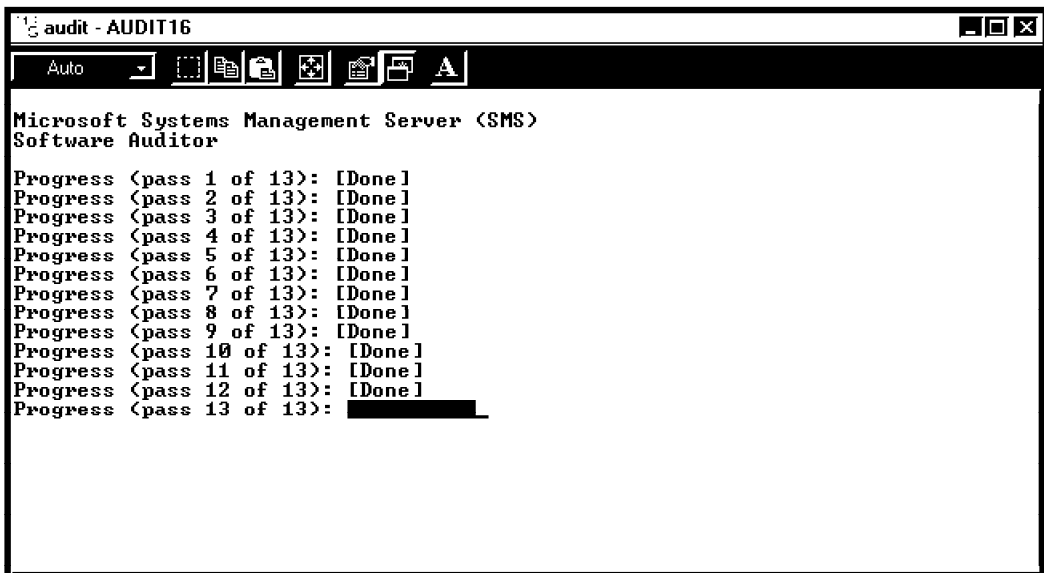 audit - AUDIT16
Auto
A
Microsoft Systems Management Server (SMS)
Software Auditor
Progress (pass 1 of 13): [Done]
Progress (pass 2 of 13): [Done]
Progress (pass 3 of 13): [Done]
Progress (pass 4 of 13): [Done]
Progress (pass 5 of 13): [Done]
Progress (pass 6 of 13): [Done]
Progress (pass 7 of 13): [Done]
Progress (pass 8 of 13): [Done]
Progress (pass 9 of 13): [Done]
Progress (pass 10 of 13): [Done]
Progress (pass 11 of 13): [Done]
Progress (pass 12 of 13): [Done]
Progress (pass 13 of 13):